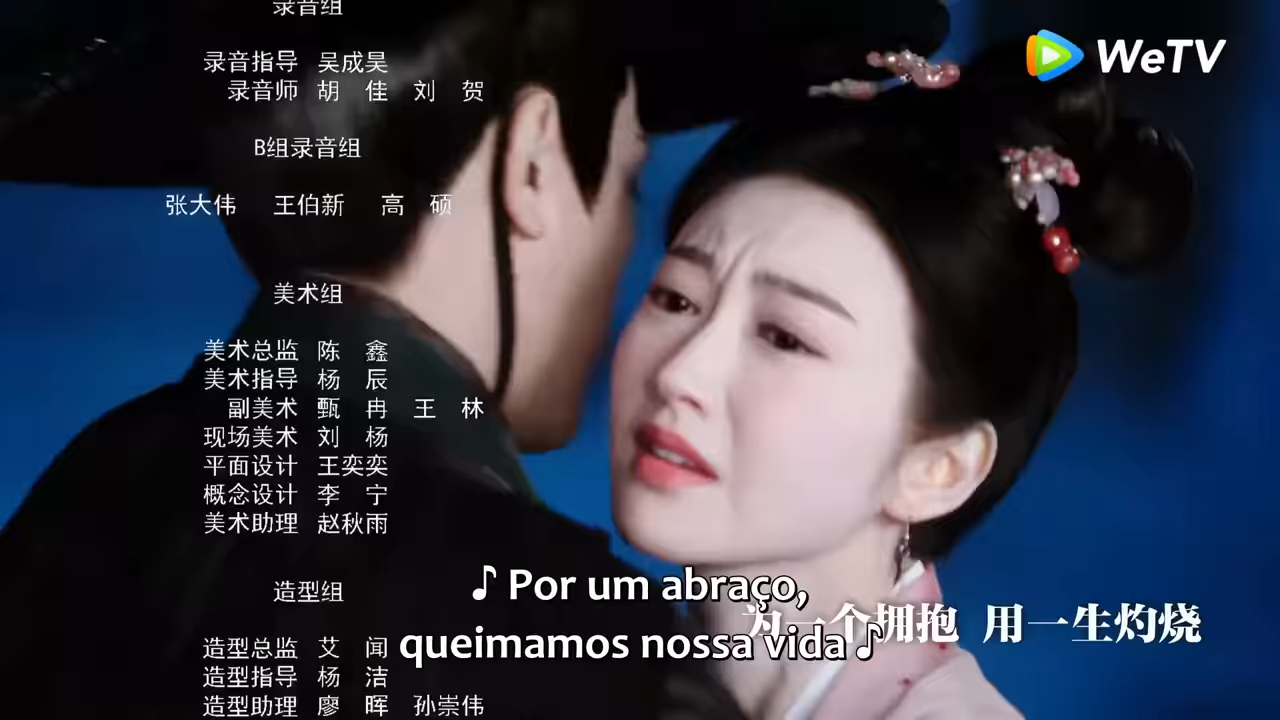 录音组
WeTV
录音指导 吴成昊
录音师 胡 佳 刘 贺
B组录音组
张大伟 王伯新 高 硕
美术组
美术总监 陈 鑫
美术指导 杨 辰
副美术 甄 冉 王 林
现场美术 刘 杨
平面设计 王奕奕
概念设计 李 宁
美术助理 赵秋雨
造型组
♪ Por um abraço,
queimamos nossa vida ♪
为一个拥抱 用一生灼烧
造型总监 艾 闻
造型指导 杨 洁
造型助理 廖 晖 孙崇伟